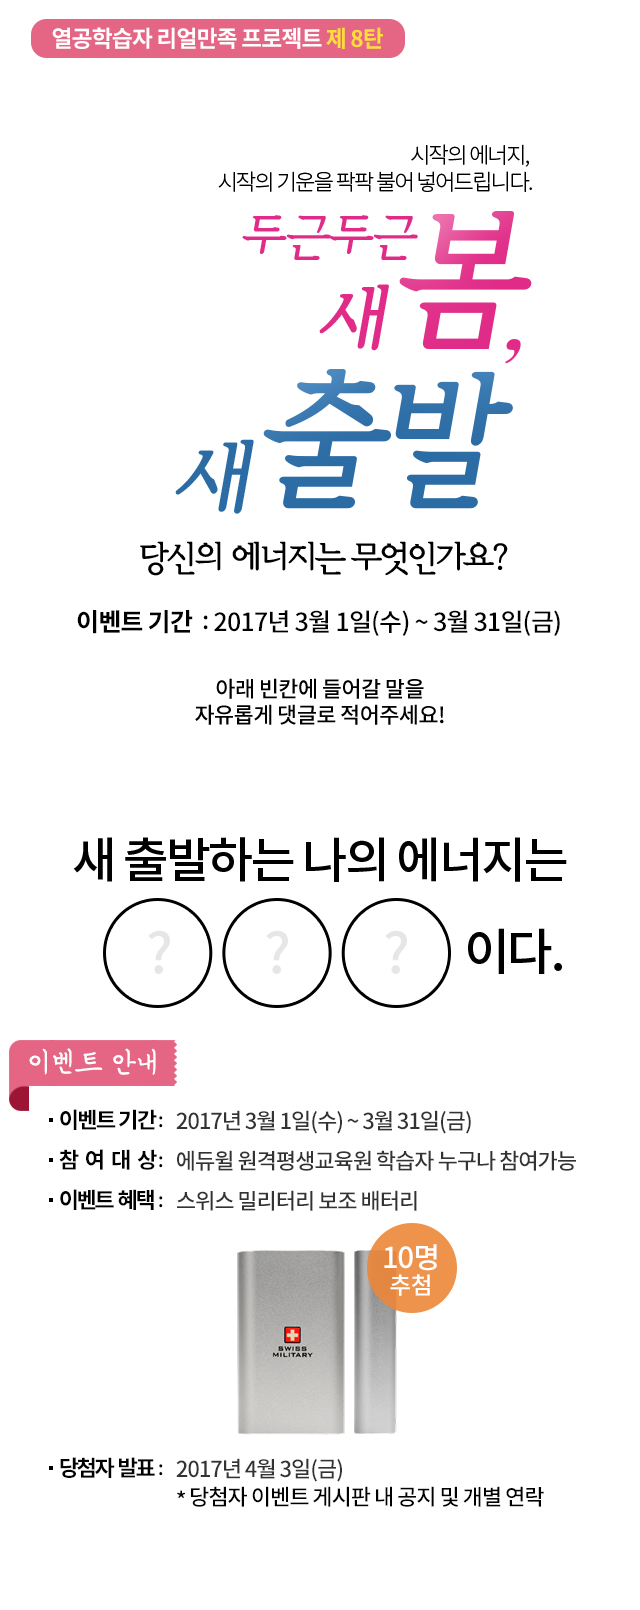 열공학습자 리얼만족 프로젝트 제 8탄
시작의 에너지,
시작의 기운을 팍팍 불어 넣어드립니다.
두근두근
새 봄,
새 출발
당신의 에너지는 무엇인가요?
이벤트 기간 : 2017년 3월 1일(수) ~ 3월 31일(금)
아래 빈칸에 들어갈 말을
자유롭게 댓글로 적어주세요!
새 출발하는 나의 에너지는
? ? ? 이다.
이벤트 안내
· 이벤트 기간 : 2017년 3월 1일(수) ~ 3월 31일(금)
· 참 여 대 상 : 에듀윌 원격평생교육원 학습자 누구나 참여가능
· 이벤트 혜택 : 스위스 밀리터리 보조 배터리
10명
추첨
SWISS
MILITARY
· 당첨자 발표 : 2017년 4월 3일(금)
* 당첨자 이벤트 게시판 내 공지 및 개별 연락